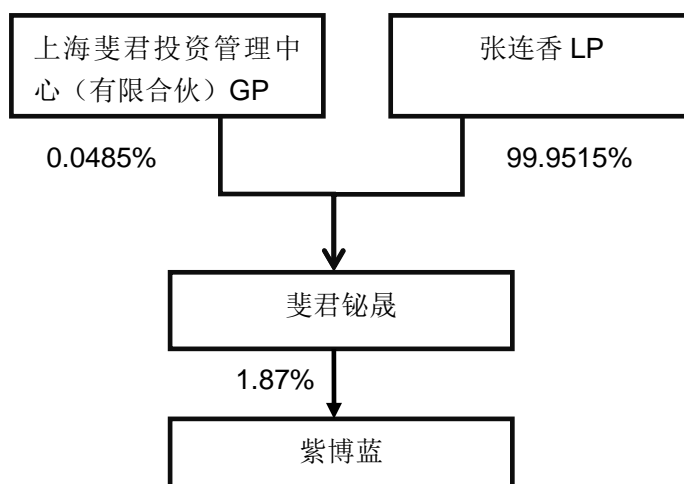 上海斐君投资管理中
心（有限合伙）GP
张连香 LP
0.0485%
99.9515%
斐君铋晟
1.87%
紫博蓝